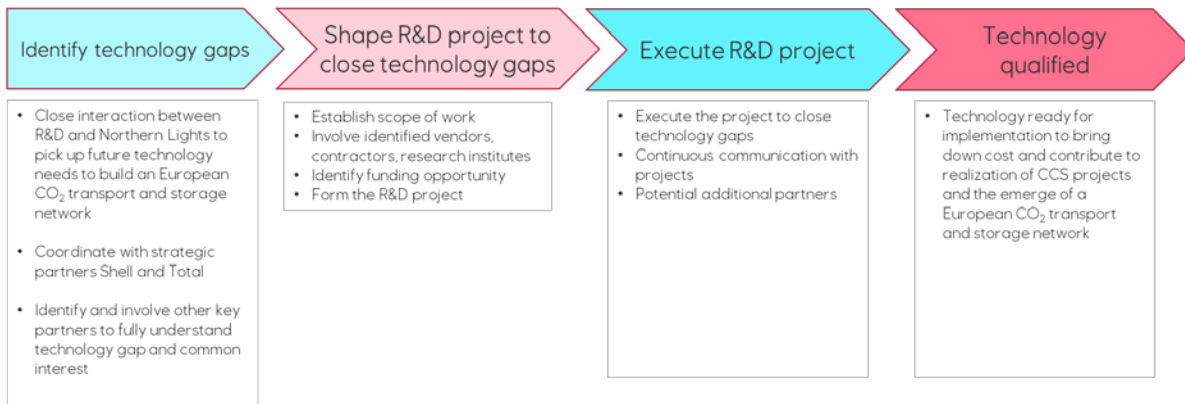 Identify technology gaps
Shape R&D project to
close technology gaps
Execute R&D project
Technology
qualified
• Close interaction between
R&D and Northern Lights to
pick up future technology
needs to build an European
CO₂ transport and storage
network
• Coordinate with strategic
partners Shell and Total
• Identify and involve other key
partners to fully understand
technology gap and common
interest
• Establish scope of work
• Involve identified vendors,
contractors, research institutes
• Identify funding opportunity
• Form the R&D project
• Execute the project to close
technology gaps
• Continuous communication with
projects
• Potential additional partners
• Technology ready for
implementation to bring
down cost and contribute to
realization of CCS projects
and the emerge of a
European CO₂ transport
and storage network